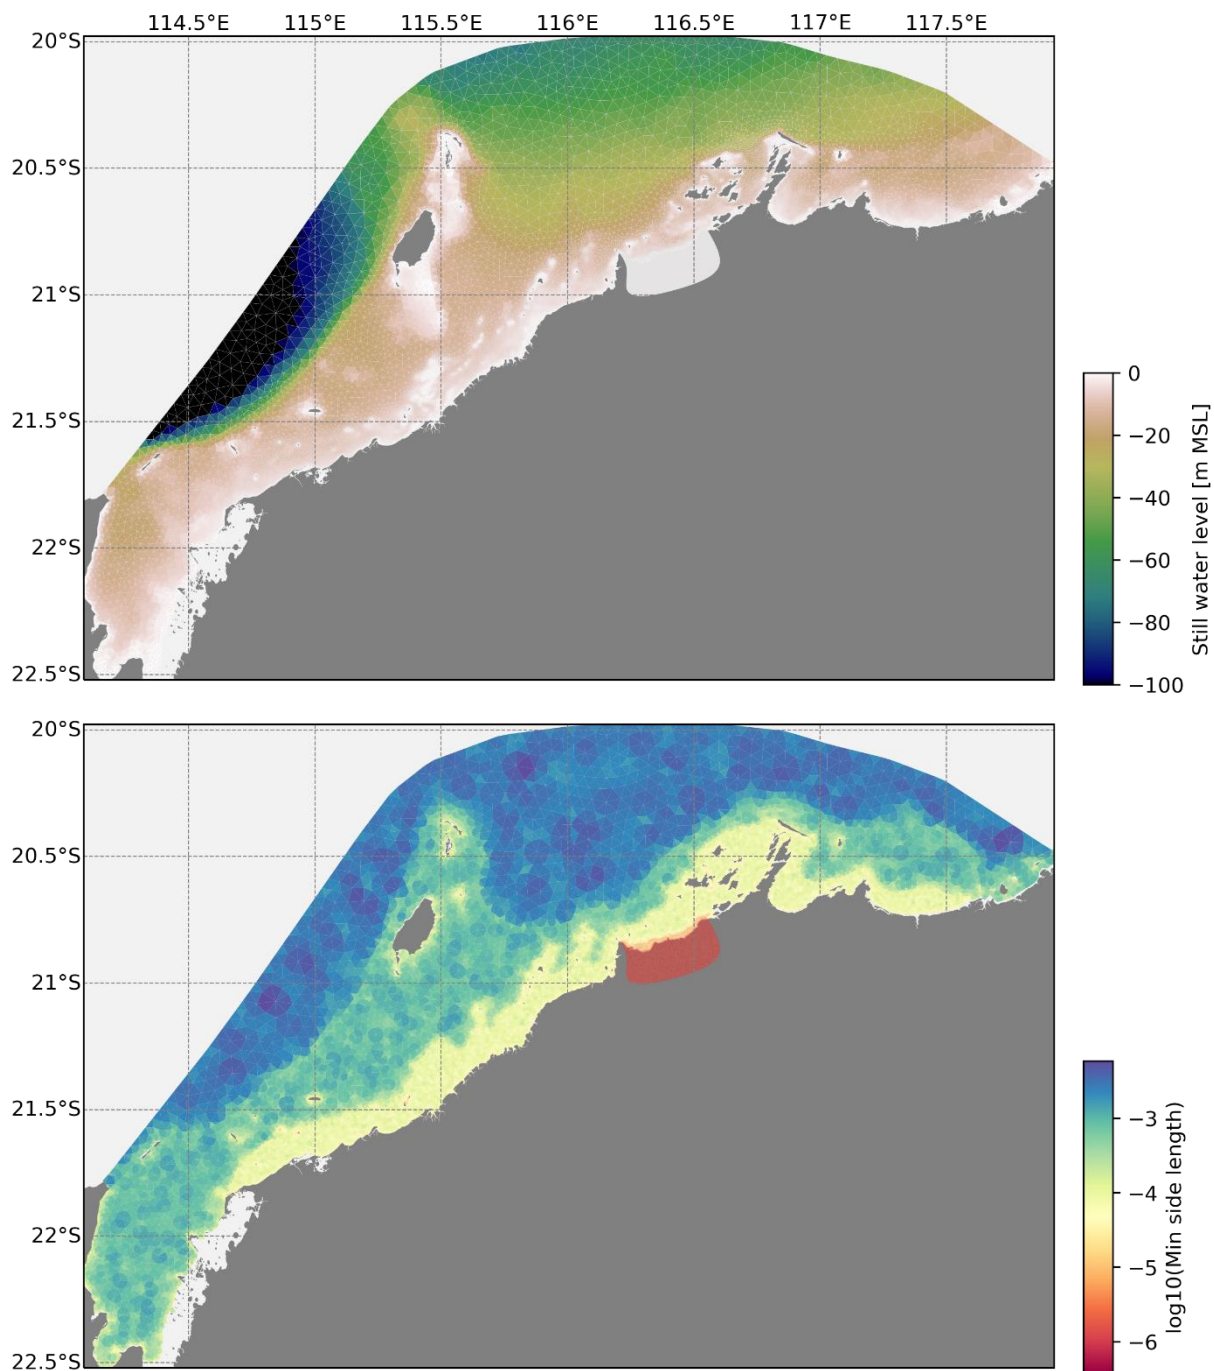 114.5°E 115°E 115.5°E 116°E 116.5°E 117°E 117.5°E
20°S
20.5°S
21°S
21.5°S
22°S
22.5°S
0
−20
−40
−60
−80
−100
Still water level [m MSL]
20°S
20.5°S
21°S
21.5°S
22°S
22.5°S
−3
−4
−5
−6
log10(Min side length)